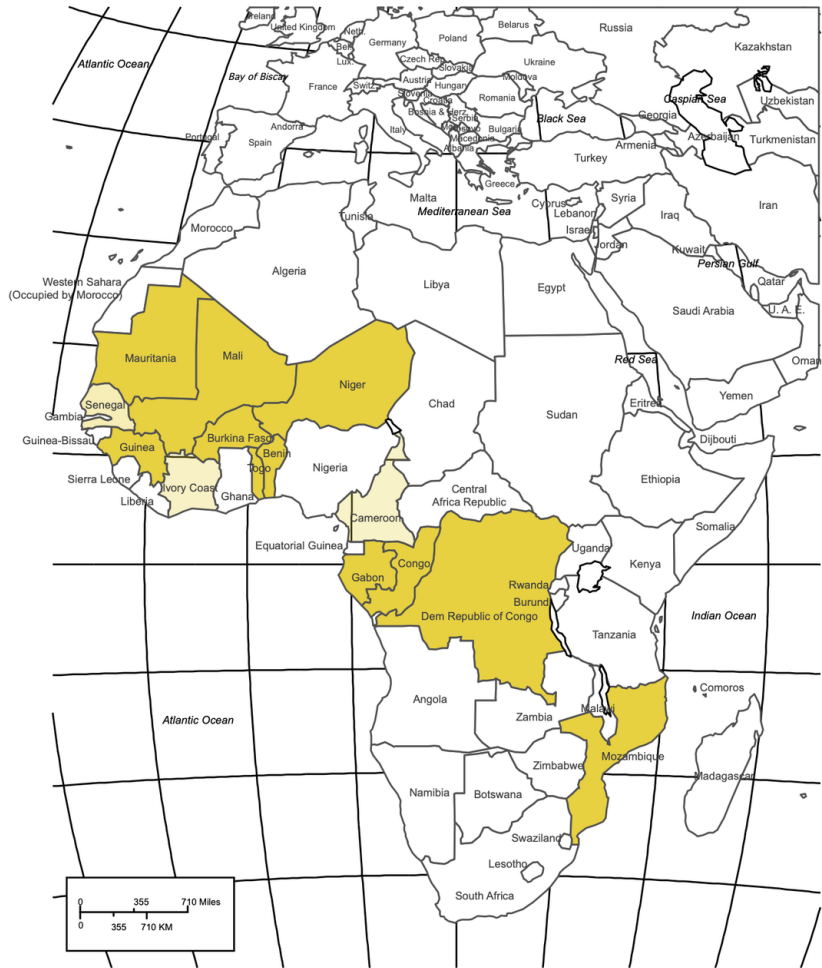 Ireland
United Kingdom
Neth.
Belarus
Russia
Poland
Germany
Bel.
Kazakhstan
Atlantic Ocean
Lux.
Czech Rep.
Ukraine
Slovakia
Bay of Biscay
France
Switz.
Austria
Hungary
Moldova
Slovenia
Croatia
Romania
Caspian Sea
Uzbekistan
Bosnia & Herz.
Serbia
Georgia
Black Sea
Portugal
Andorra
Spain
Italy
Bulgaria
Macedonia
Albania
Armenia
Azerbaijan
Turkmenistan
Turkey
Greece
Malta
Mediterranean Sea
Tunisia
Cyprus
Syria
Lebanon
Iraq
Iran
Israel
Morocco
Jordan
Kuwait
Persian Gulf
Algeria
Libya
Egypt
Qatar
Western Sahara
(Occupied by Morocco)
Saudi Arabia
U. A. E.
Mauritania
Mali
Red Sea
Oman
Niger
Senegal
Chad
Eritrea
Yemen
Gambia
Sudan
Guinea-Bissau
Guinea
Burkina Faso
Djibouti
Benin
Togo
Nigeria
Sierra Leone
Ivory Coast
Ghana
Central
Africa Republic
Ethiopia
Liberia
Cameroon
Somalia
Equatorial Guinea
Uganda
Congo
Kenya
Gabon
Rwanda
Burundi
Dem Republic of Congo
Indian Ocean
Tanzania
Angola
Comoros
Malawi
Atlantic Ocean
Zambia
Mozambique
Zimbabwe
Madagascar
Namibia
Botswana
Swaziland
Lesotho
South Africa
0 355 710 Miles
0 355 710 KM